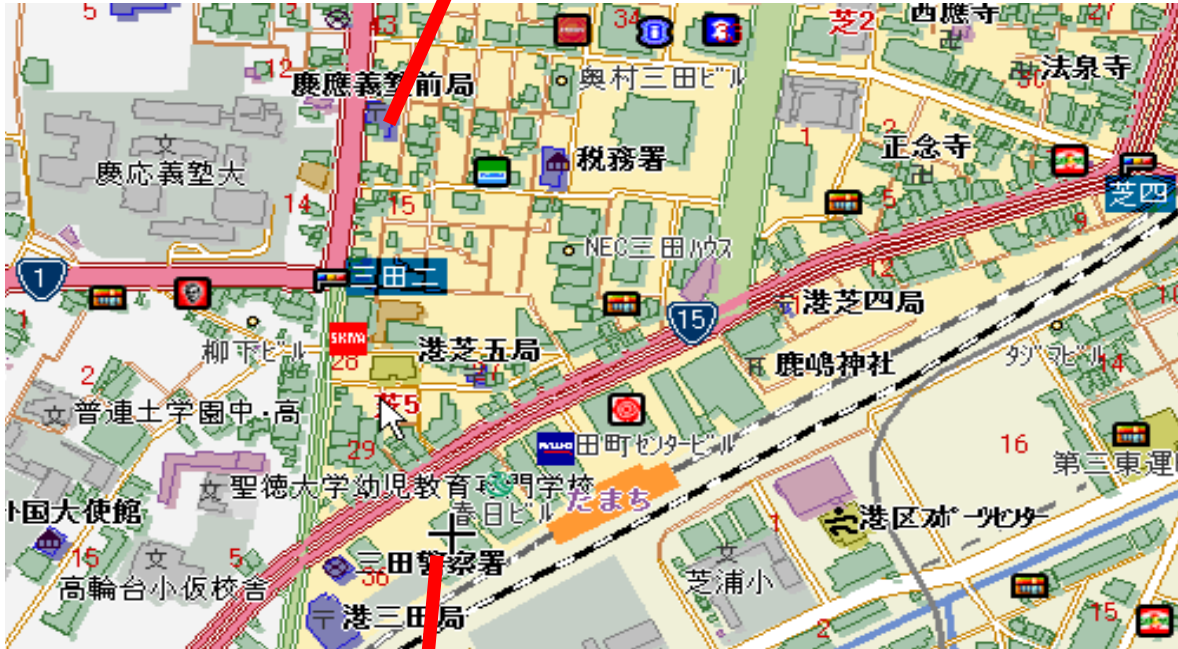 5
43
34
芝2
西應寺
27
12
慶應義塾前局
奥村三田ビル
法泉寺
30
1
2
税務署
正念寺
慶応義塾大
芝四
14
15
5
9
NEC三田ハウス
1
三田二
12
15
港芝四局
10
1
柳下ビル
SKIYA
港芝五局
28
鹿嶋神社
タジマビル
14
2
普連土学園中・高
芝5
29
田町センタービル
16
第三東運
聖徳大学幼児教育専門学校
たまち
春日ビル
国大使館
港区スポーツセンター
1
15
5
三田警察署
36
高輪台小仮校舎
芝浦小
港三田局
15
2